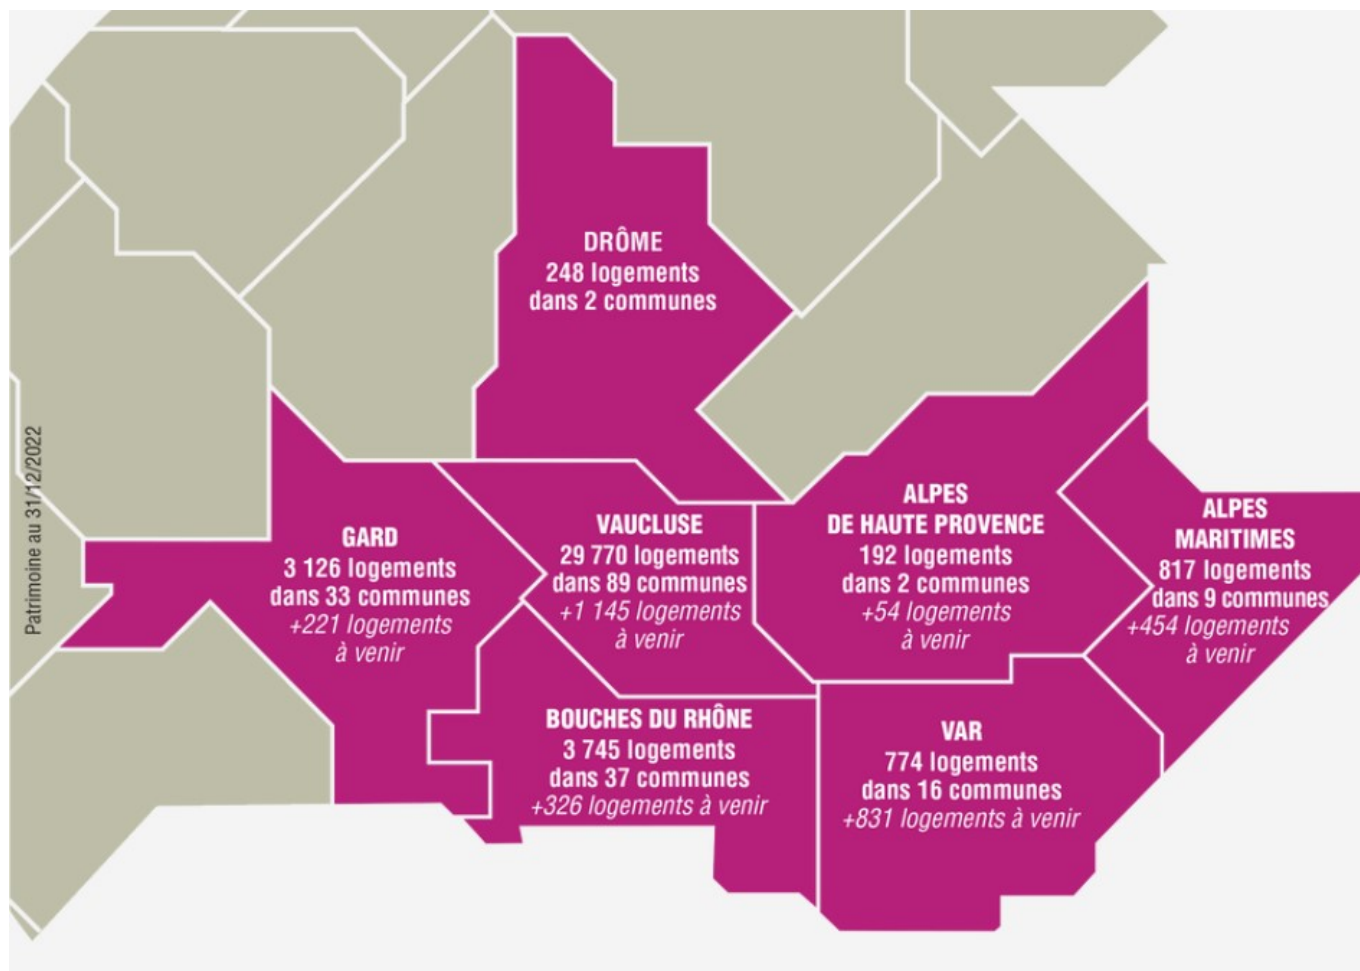 DRÔME
248 logements
dans 2 communes
Patrimoine au 31/12/2022
GARD
3 126 logements
dans 33 communes
+221 logements
à venir
VAUCLUSE
29 770 logements
dans 89 communes
+1 145 logements
à venir
ALPES
DE HAUTE PROVENCE
192 logements
dans 2 communes
+54 logements
à venir
ALPES
MARITIMES
817 logements
dans 9 communes
+454 logements
à venir
BOUCHES DU RHÔNE
3 745 logements
dans 37 communes
+326 logements à venir
VAR
774 logements
dans 16 communes
+831 logements à venir